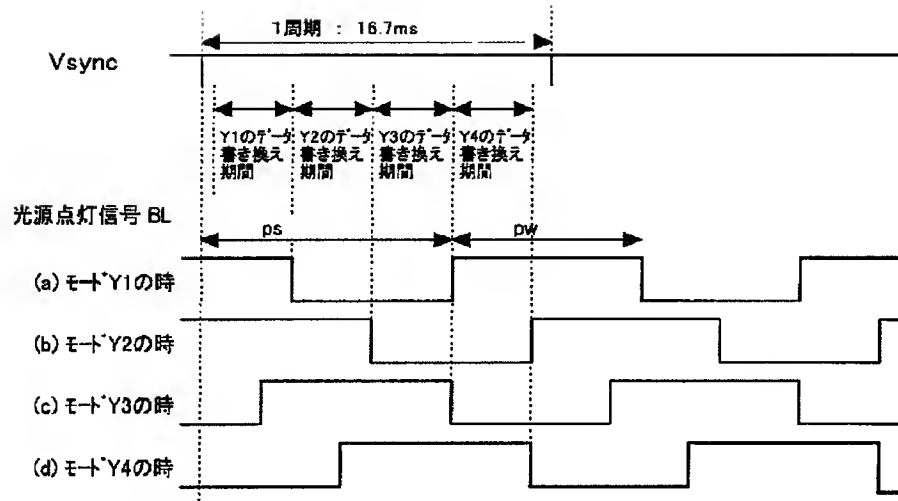 1周期 : 16.7ms
Vsync
Y1のデータ Y2のデータ Y3のデータ Y4のデータ
書き換え 書き換え 書き換え 書き換え
期間 期間 期間 期間
光源点灯信号 BL
ps pw
(a) モードY1の時
(b) モードY2の時
(c) モードY3の時
(d) モードY4の時